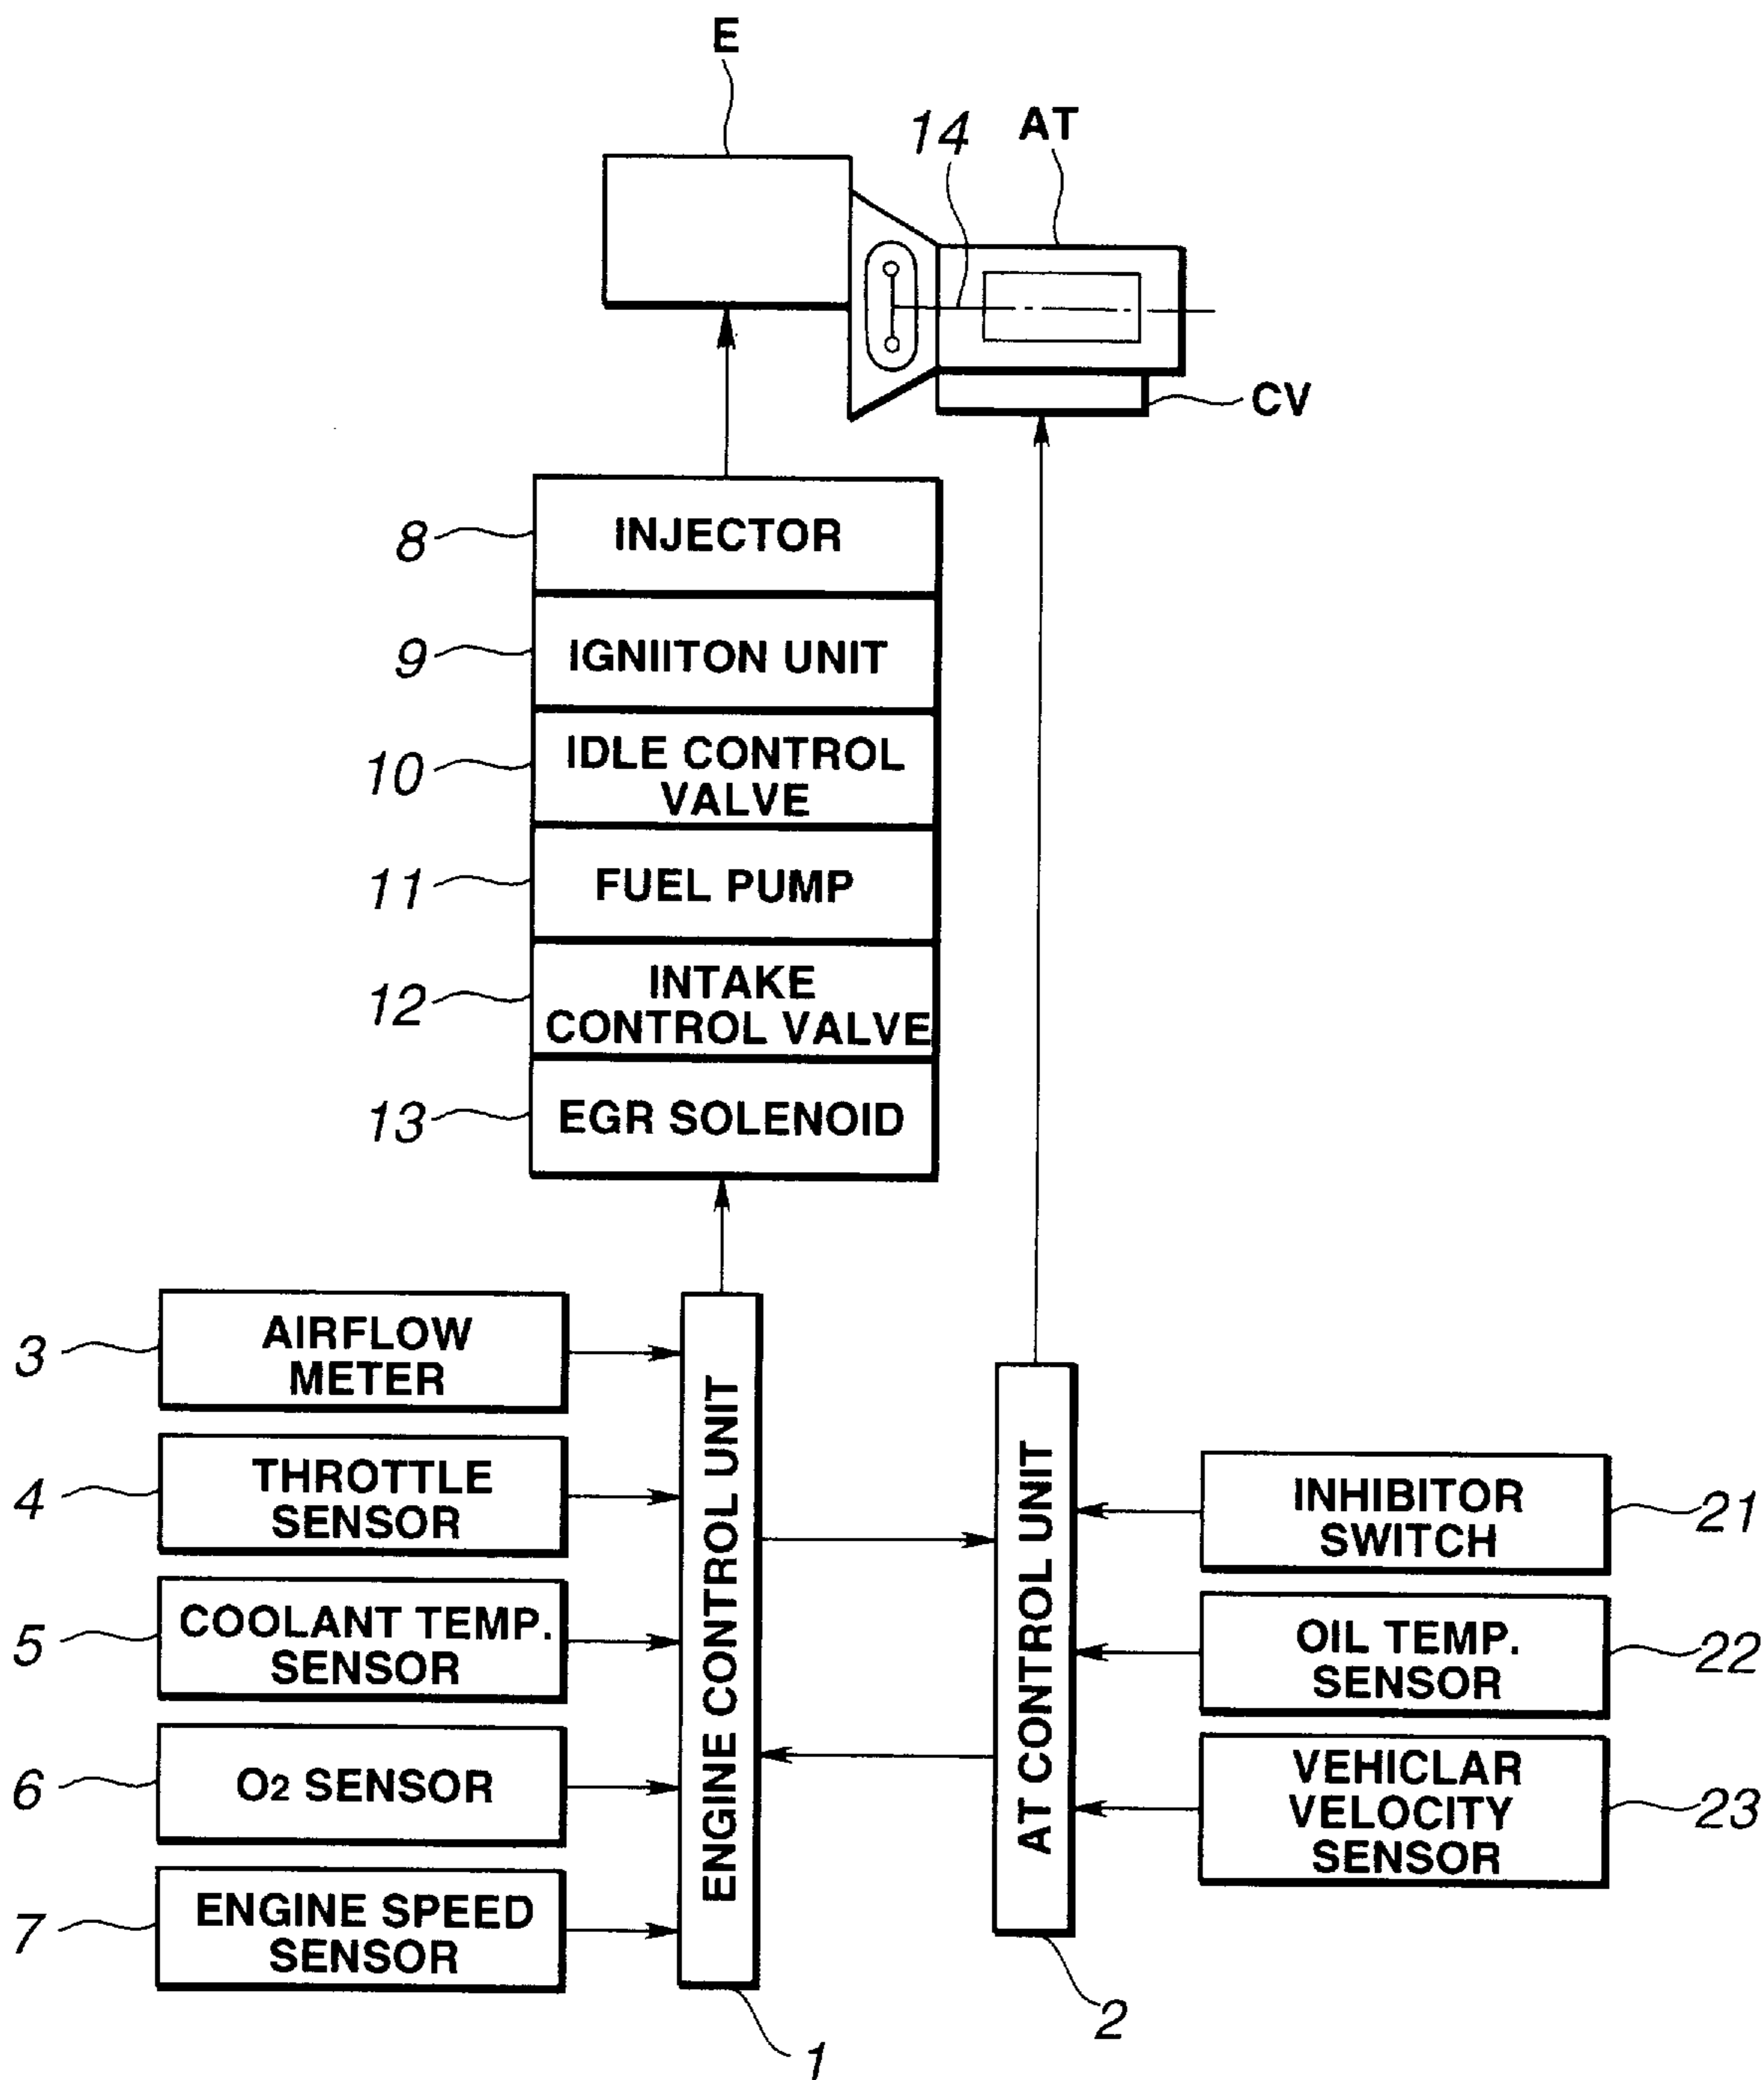 E
14
AT
CV
8
INJECTOR
9
IGNIITON UNIT
10
IDLE CONTROL
VALVE
11
FUEL PUMP
12
INTAKE
CONTROL VALVE
13
EGR SOLENOID
3
AIRFLOW
METER
4
THROTTLE
SENSOR
5
COOLANT TEMP.
SENSOR
6
O2 SENSOR
7
ENGINE SPEED
SENSOR
ENGINE CONTROL UNIT
1
AT CONTROL UNIT
2
INHIBITOR
SWITCH
21
OIL TEMP.
SENSOR
22
VEHICLAR
VELOCITY
SENSOR
23